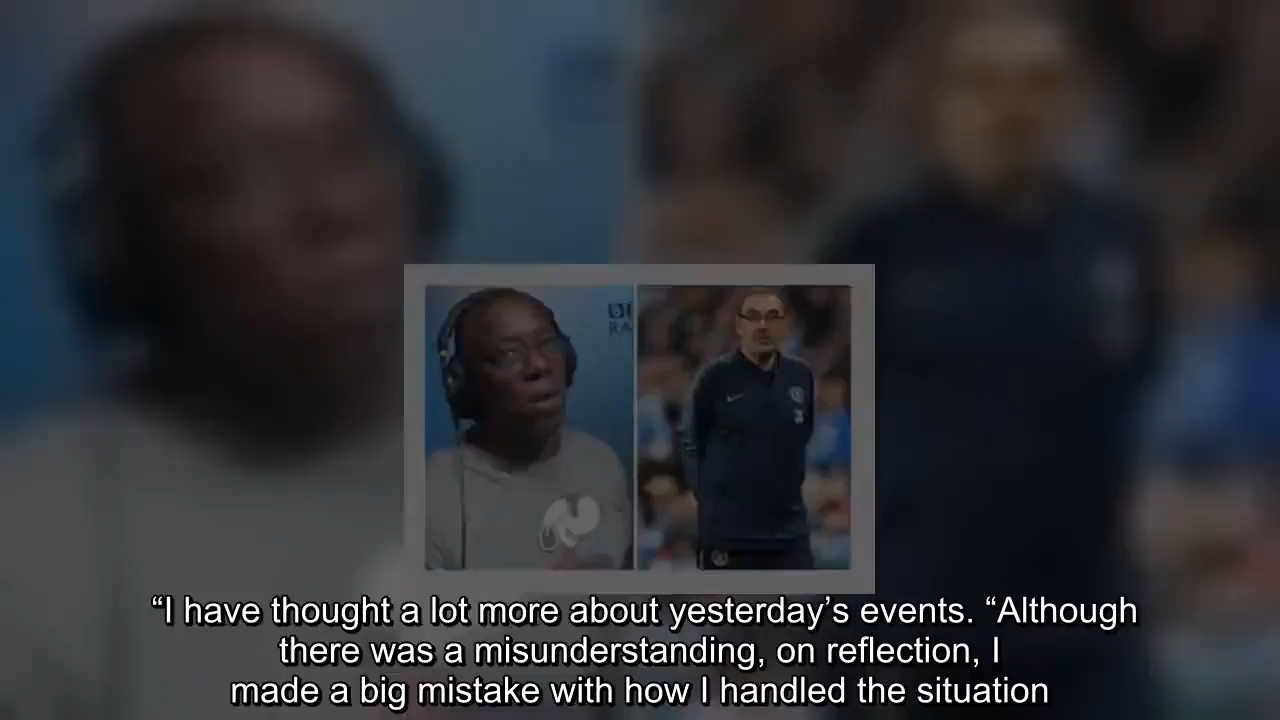 “I have thought a lot more about yesterday’s events. “Although
there was a misunderstanding, on reflection, I
made a big mistake with how I handled the situation